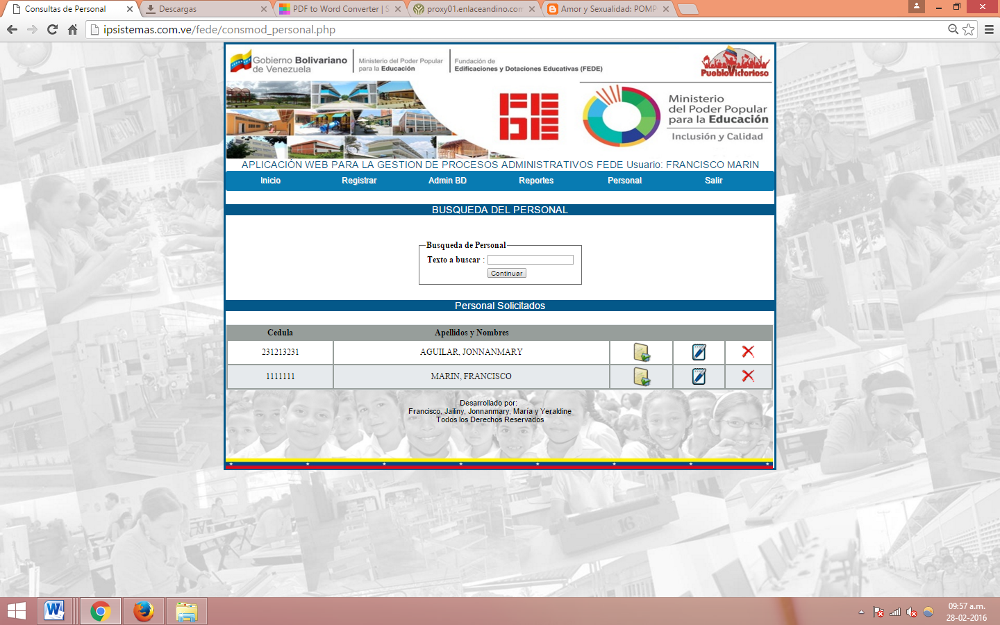 Consultas de Personal
Descargas
PDF to Word Converter | S
proxy01.enlaceandino.com
Amor y Sexualidad: POMP
ipsistemas.com.ve/fede/consmod_personal.php
Gobierno Bolivariano
de Venezuela
Ministerio del Poder Popular
para la Educación
Fundación de
Edificaciones y Dotaciones Educativas (FEDE)
PuebloVictorioso
FEDE
Ministerio
del Poder Popular
para la Educación
Inclusión y Calidad
APLICACIÓN WEB PARA LA GESTION DE PROCESOS ADMINISTRATIVOS FEDE Usuario: FRANCISCO MARIN
Inicio Registrar Admin BD Reportes Personal Salir
BUSQUEDA DEL PERSONAL
Busqueda de Personal
Texto a buscar :
Continuar
Personal Solicitados
Cedula Apellidos y Nombres
231213231 AGUILAR, JONNANMARY
1111111 MARIN, FRANCISCO
Desarrollado por:
Francisco, Jailiny, Jonnanmary, María y Yeraldine
Todos los Derechos Reservados
16
09:57 a.m.
28-02-2016